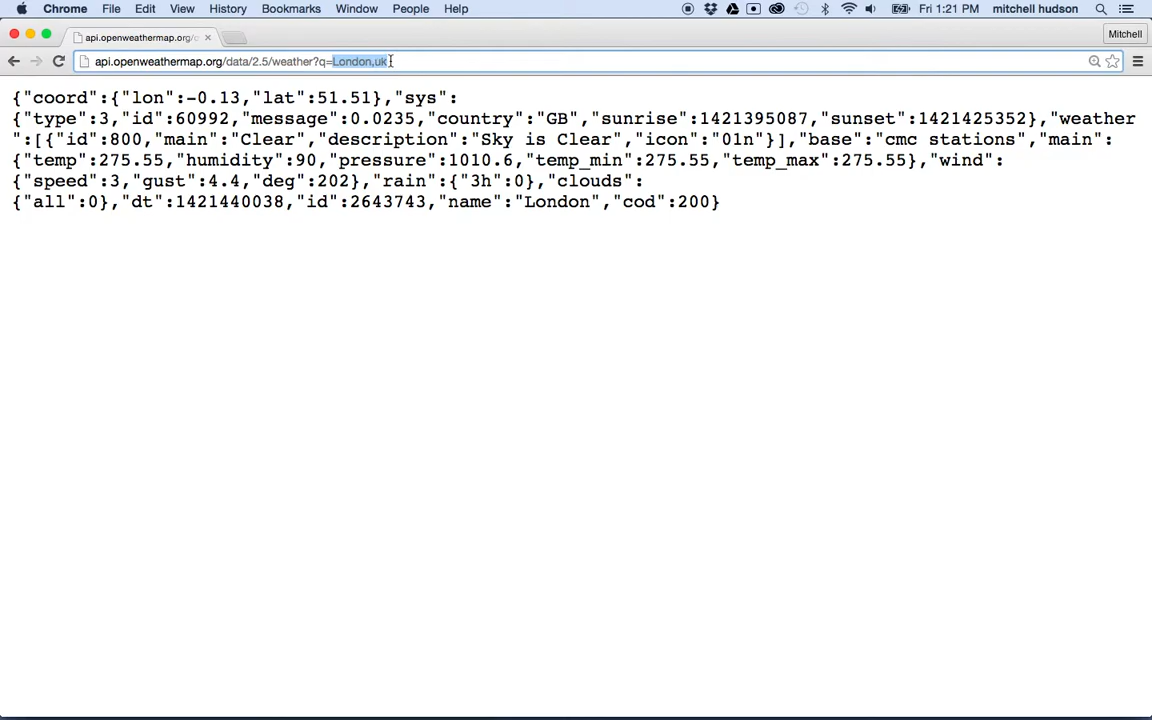 Chrome File Edit View History Bookmarks Window People Help Fri 1:21 PM mitchell hudson
api.openweathermap.org/ Mitchell
api.openweathermap.org/data/2.5/weather?q=London,uk
{"coord":{"lon":-0.13,"lat":51.51},"sys":
{"type":3,"id":60992,"message":0.0235,"country":"GB","sunrise":1421395087,"sunset":1421425352},"weather
":[{"id":800,"main":"Clear","description":"Sky is Clear","icon":"01n"}],"base":"cmc stations","main":
{"temp":275.55,"humidity":90,"pressure":1010.6,"temp_min":275.55,"temp_max":275.55},"wind":
{"speed":3,"gust":4.4,"deg":202},"rain":{"3h":0},"clouds":
{"all":0},"dt":1421440038,"id":2643743,"name":"London","cod":200}